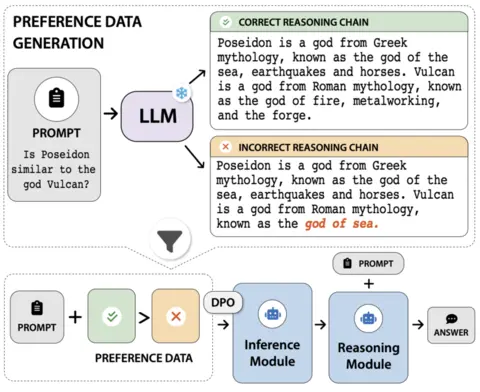 PREFERENCE DATA
GENERATION
PROMPT
Is Poseidon
similar to the
god Vulcan?
LLM
CORRECT REASONING CHAIN
Poseidon is a god from Greek
mythology, known as the god of the
sea, earthquakes and horses. Vulcan
is a god from Roman mythology, known
as the god of fire, metalworking,
and the forge.
INCORRECT REASONING CHAIN
Poseidon is a god from Greek
mythology, known as the god of the
sea, earthquakes and horses. Vulcan
is a god from Roman mythology,
known as the god of sea.
PROMPT
+
>
PREFERENCE DATA
DPO
Inference
Module
PROMPT
+
Reasoning
Module
ANSWER